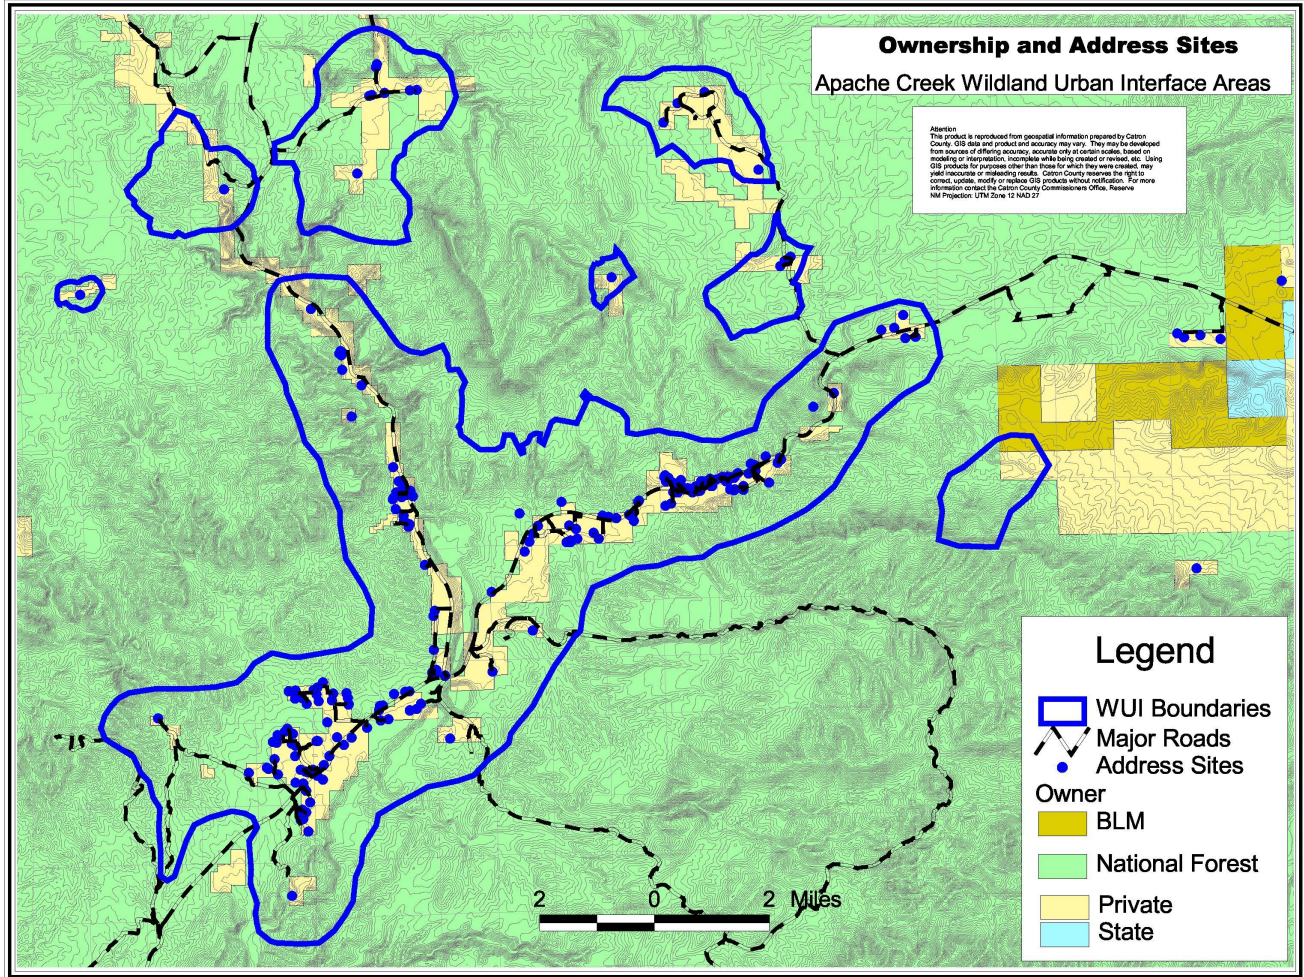 Ownership and Address Sites
Apache Creek Wildland Urban Interface Areas
Attention
This product is reproduced from geospatial information prepared by Catron
County. GIS data and product and accuracy may vary. They may be developed
from sources of differing accuracy, accurate only at certain scales, based on
modeling or interpretation, incomplete while being created or revised, etc. Using
GIS products for purposes other than those for which they were created, may
yield inaccurate or misleading results. Catron County reserves the right to
correct, update, modify or replace GIS products without notification. For more
information contact the Catron County Commissioners Office, Reserve
NM Projection: UTM Zone 12 NAD 27
Legend
WUI Boundaries
Major Roads
Address Sites
Owner
BLM
National Forest
Private
State
2 0 2 Miles